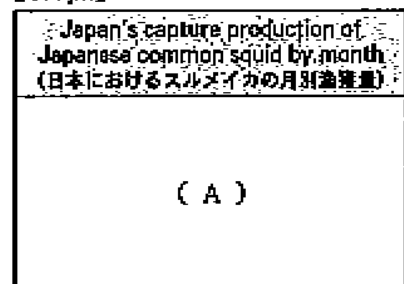 Japan's capture production of
Japanese common squid by month
(日本におけるスルメイカの月別漁獲量)
( A )